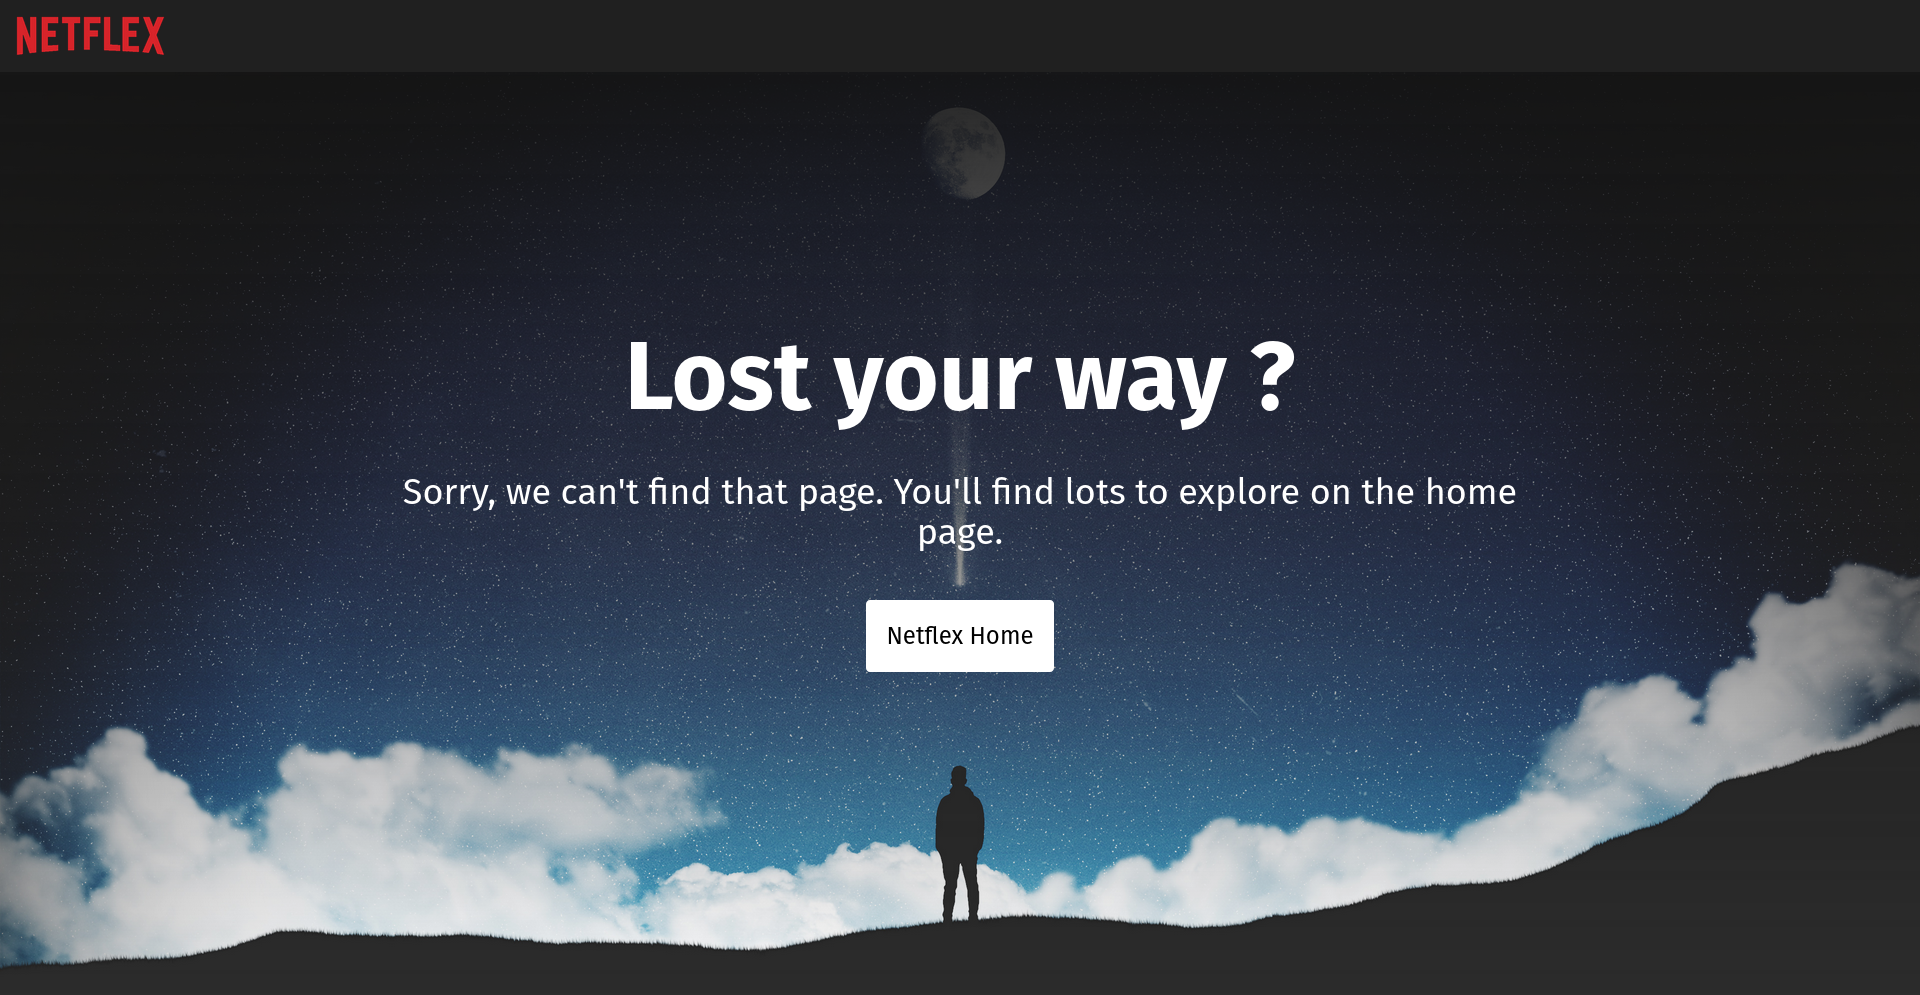 NETFLEX
Lost your way ?
Sorry, we can't find that page. You'll find lots to explore on the home
page.
Netflex Home